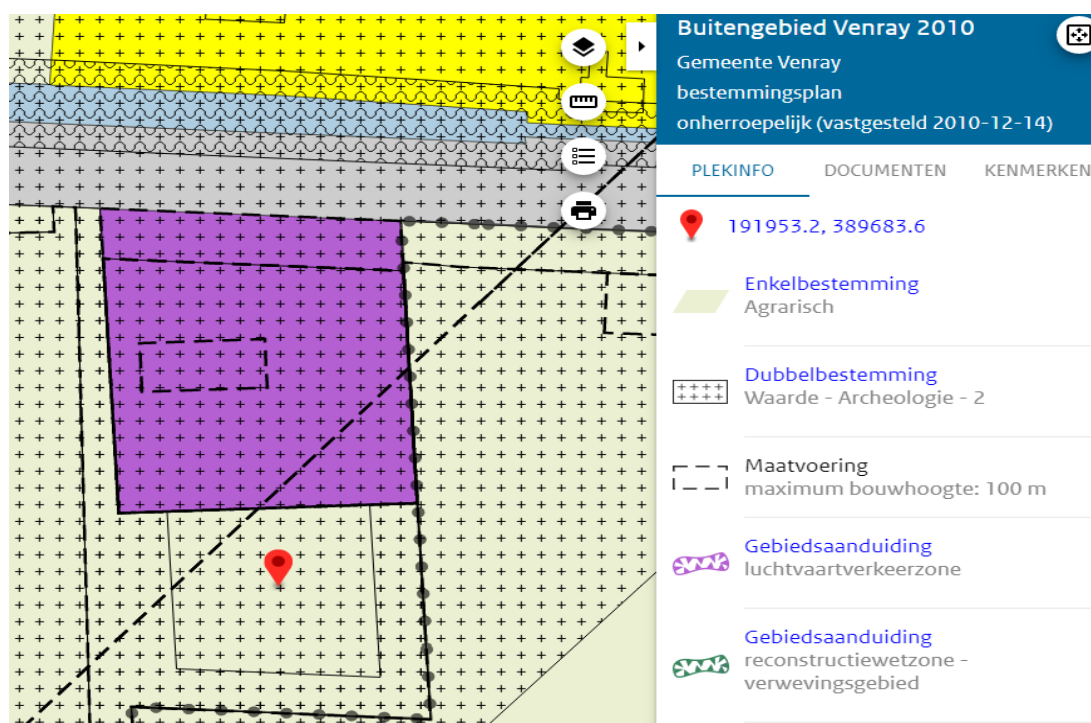 Buitengebied Venray 2010
Gemeente Venray
bestemmingsplan
onherroepelijk (vastgesteld 2010-12-14)
PLEKINFO DOCUMENTEN KENMERKEN
191953.2, 389683.6
Enkelbestemming
Agrarisch
Dubbelbestemming
Waarde - Archeologie - 2
Maatvoering
maximum bouwhoogte: 100 m
Gebiedsaanduiding
luchtvaartverkeerzone
Gebiedsaanduiding
reconstructiewetzone -
verwevingsgebied